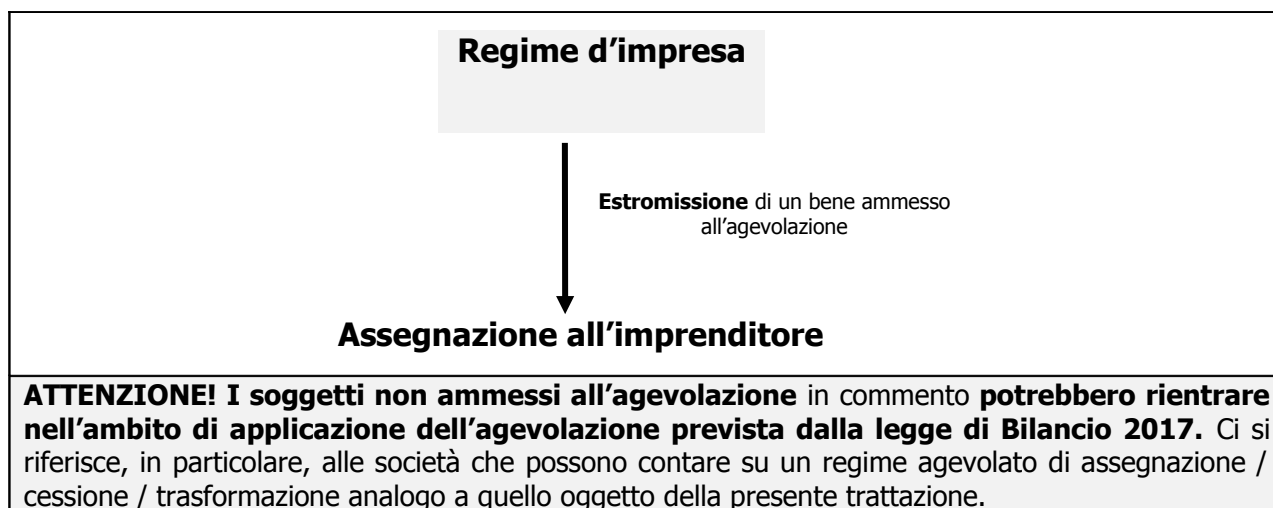 Regime d'impresa
Estromissione di un bene ammesso
all'agevolazione
Assegnazione all'imprenditore
ATTENZIONE! I soggetti non ammessi all'agevolazione in commento potrebbero rientrare
nell'ambito di applicazione dell'agevolazione prevista dalla legge di Bilancio 2017. Ci si
riferisce, in particolare, alle società che possono contare su un regime agevolato di assegnazione /
cessione / trasformazione analogo a quello oggetto della presente trattazione.